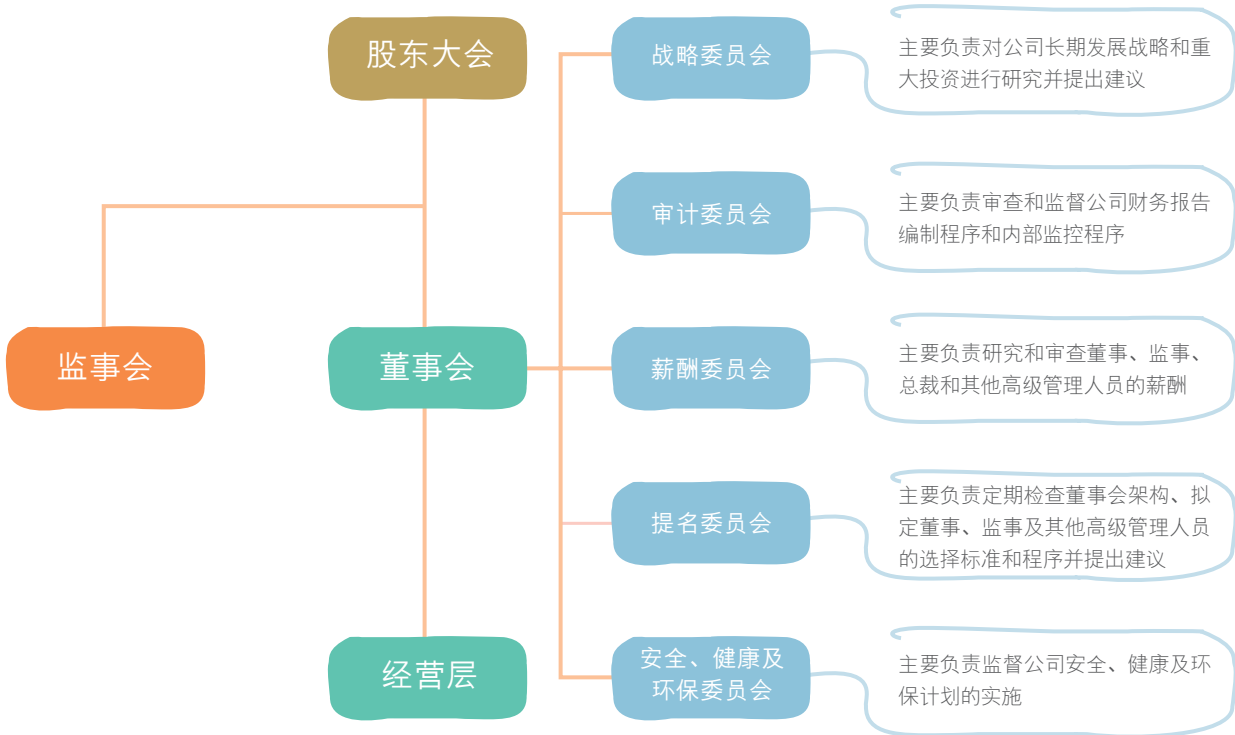 股东大会
监事会
董事会
经营层
战略委员会
主要负责对公司长期发展战略和重
大投资进行研究并提出建议
审计委员会
主要负责审查和监督公司财务报告
编制程序和内部监控程序
薪酬委员会
主要负责研究和审查董事、监事、
总裁和其他高级管理人员的薪酬
提名委员会
主要负责定期检查董事会架构、拟
定董事、监事及其他高级管理人员
的选择标准和程序并提出建议
安全、健康及
环保委员会
主要负责监督公司安全、健康及环
保计划的实施